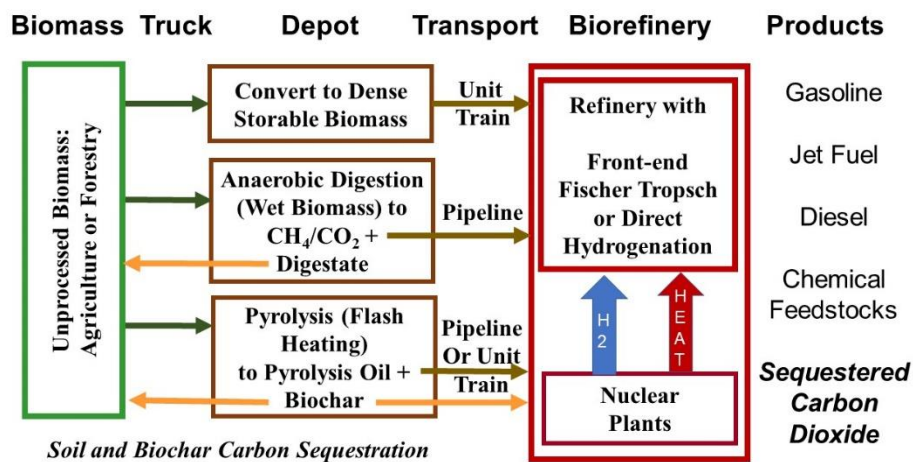 Biomass Truck Depot Transport Biorefinery Products
Unprocessed Biomass:
Agriculture or Forestry
Convert to Dense
Storable Biomass
Unit
Train
Anaerobic Digestion
(Wet Biomass) to
CH₄/CO₂ +
Digestate
Pipeline
Pyrolysis (Flash
Heating)
to Pyrolysis Oil +
Biochar
Pipeline
Or Unit
Train
Soil and Biochar Carbon Sequestration
Refinery with
Front-end
Fischer Tropsch
or Direct
Hydrogenation
H2
HEAT
Nuclear
Plants
Gasoline
Jet Fuel
Diesel
Chemical
Feedstocks
Sequestered
Carbon
Dioxide